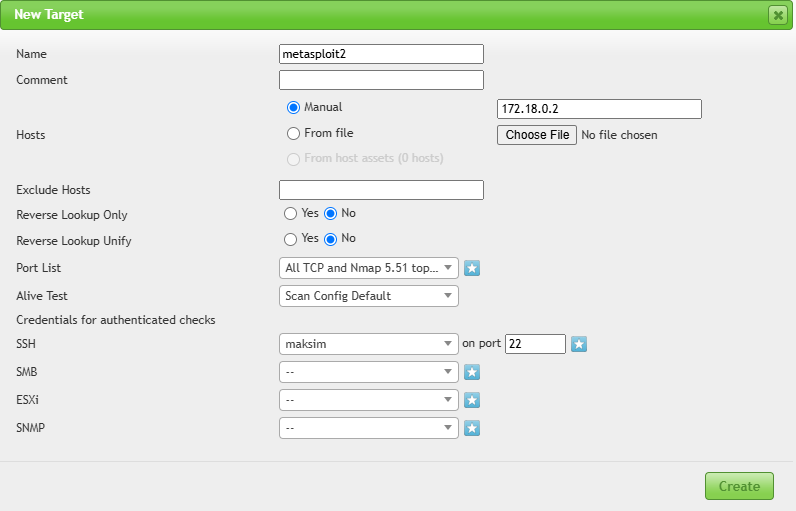 New Target
Name metasploit2
Comment
Manual 172.18.0.2
Hosts From file Choose File No file chosen
From host assets (0 hosts)
Exclude Hosts
Reverse Lookup Only Yes No
Reverse Lookup Unify Yes No
Port List All TCP and Nmap 5.51 top...
Alive Test Scan Config Default
Credentials for authenticated checks
SSH maksim on port 22
SMB --
ESXi --
SNMP --
Create